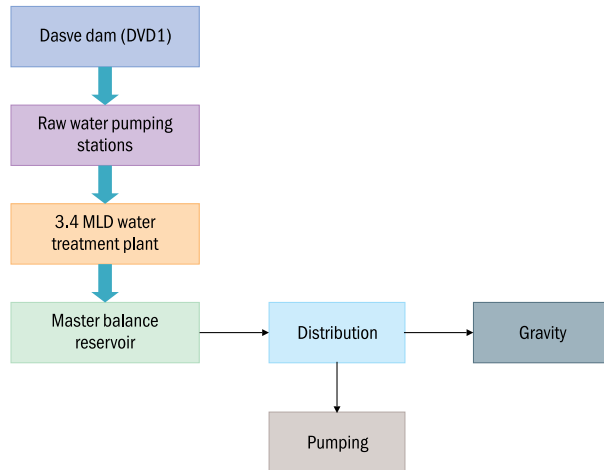 Dasve dam (DVD1)
Raw water pumping
stations
3.4 MLD water
treatment plant
Master balance
reservoir
Distribution
Gravity
Pumping